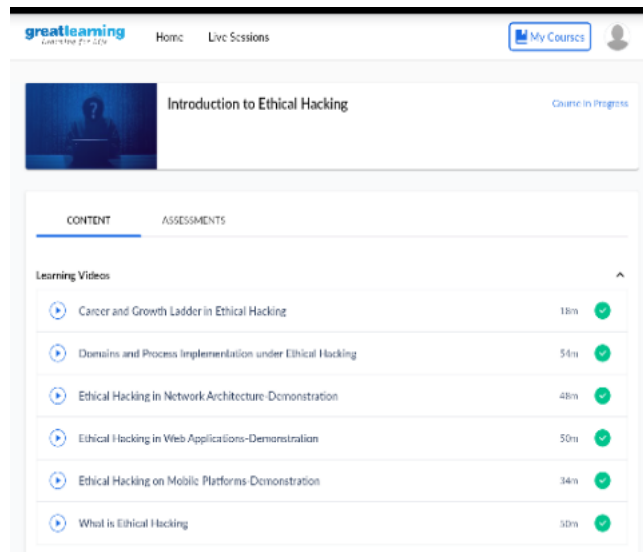 greatlearning
Learning for Life
Home Live Sessions My Courses
Introduction to Ethical Hacking
Course in Progress
CONTENT ASSESSMENTS
Learning Videos
Career and Growth Ladder in Ethical Hacking 18m
Domains and Process Implementation under Ethical Hacking 54m
Ethical Hacking in Network Architecture-Demonstration 48m
Ethical Hacking in Web Applications-Demonstration 50m
Ethical Hacking on Mobile Platforms-Demonstration 34m
What is Ethical Hacking 50m